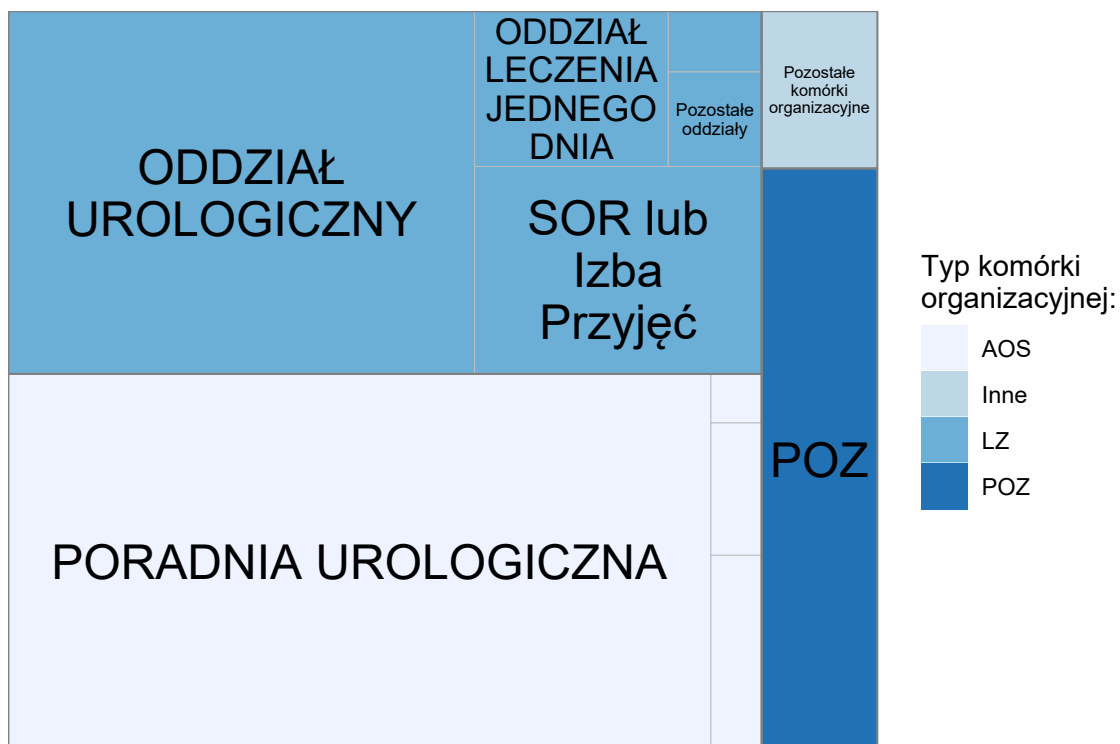 ODDZIAŁ
UROLOGICZNY
ODDZIAŁ
LECZENIA
JEDNEGO
DNIA
Pozostałe
oddziały
Pozostałe
komórki
organizacyjne
SOR lub
Izba
Przyjęć
POZ
PORADNIA UROLOGICZNA
Typ komórki
organizacyjnej:
AOS
Inne
LZ
POZ